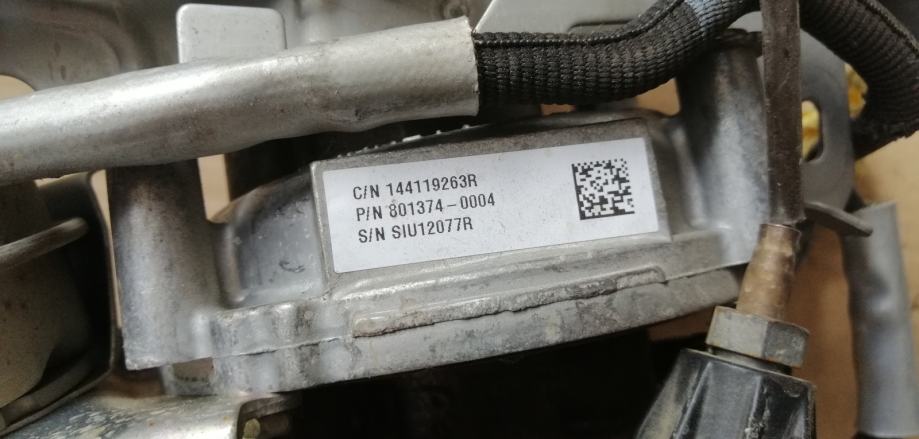 C/N 144119263R
P/N 801374-0004
S/N SIU12077R